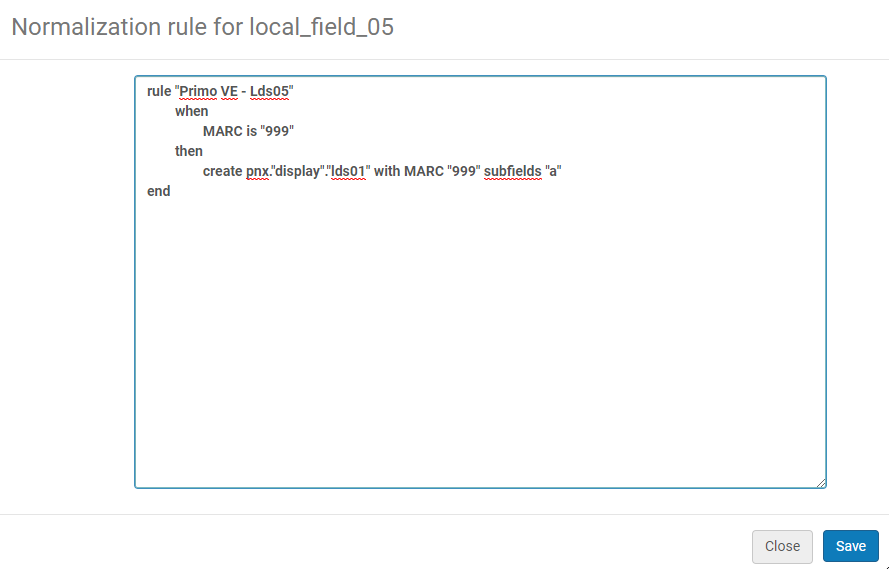 Normalization rule for local_field_05
rule "Primo VE - Lds05"
when
MARC is "999"
then
create pnx."display"."lds01" with MARC "999" subfields "a"
end
Close
Save